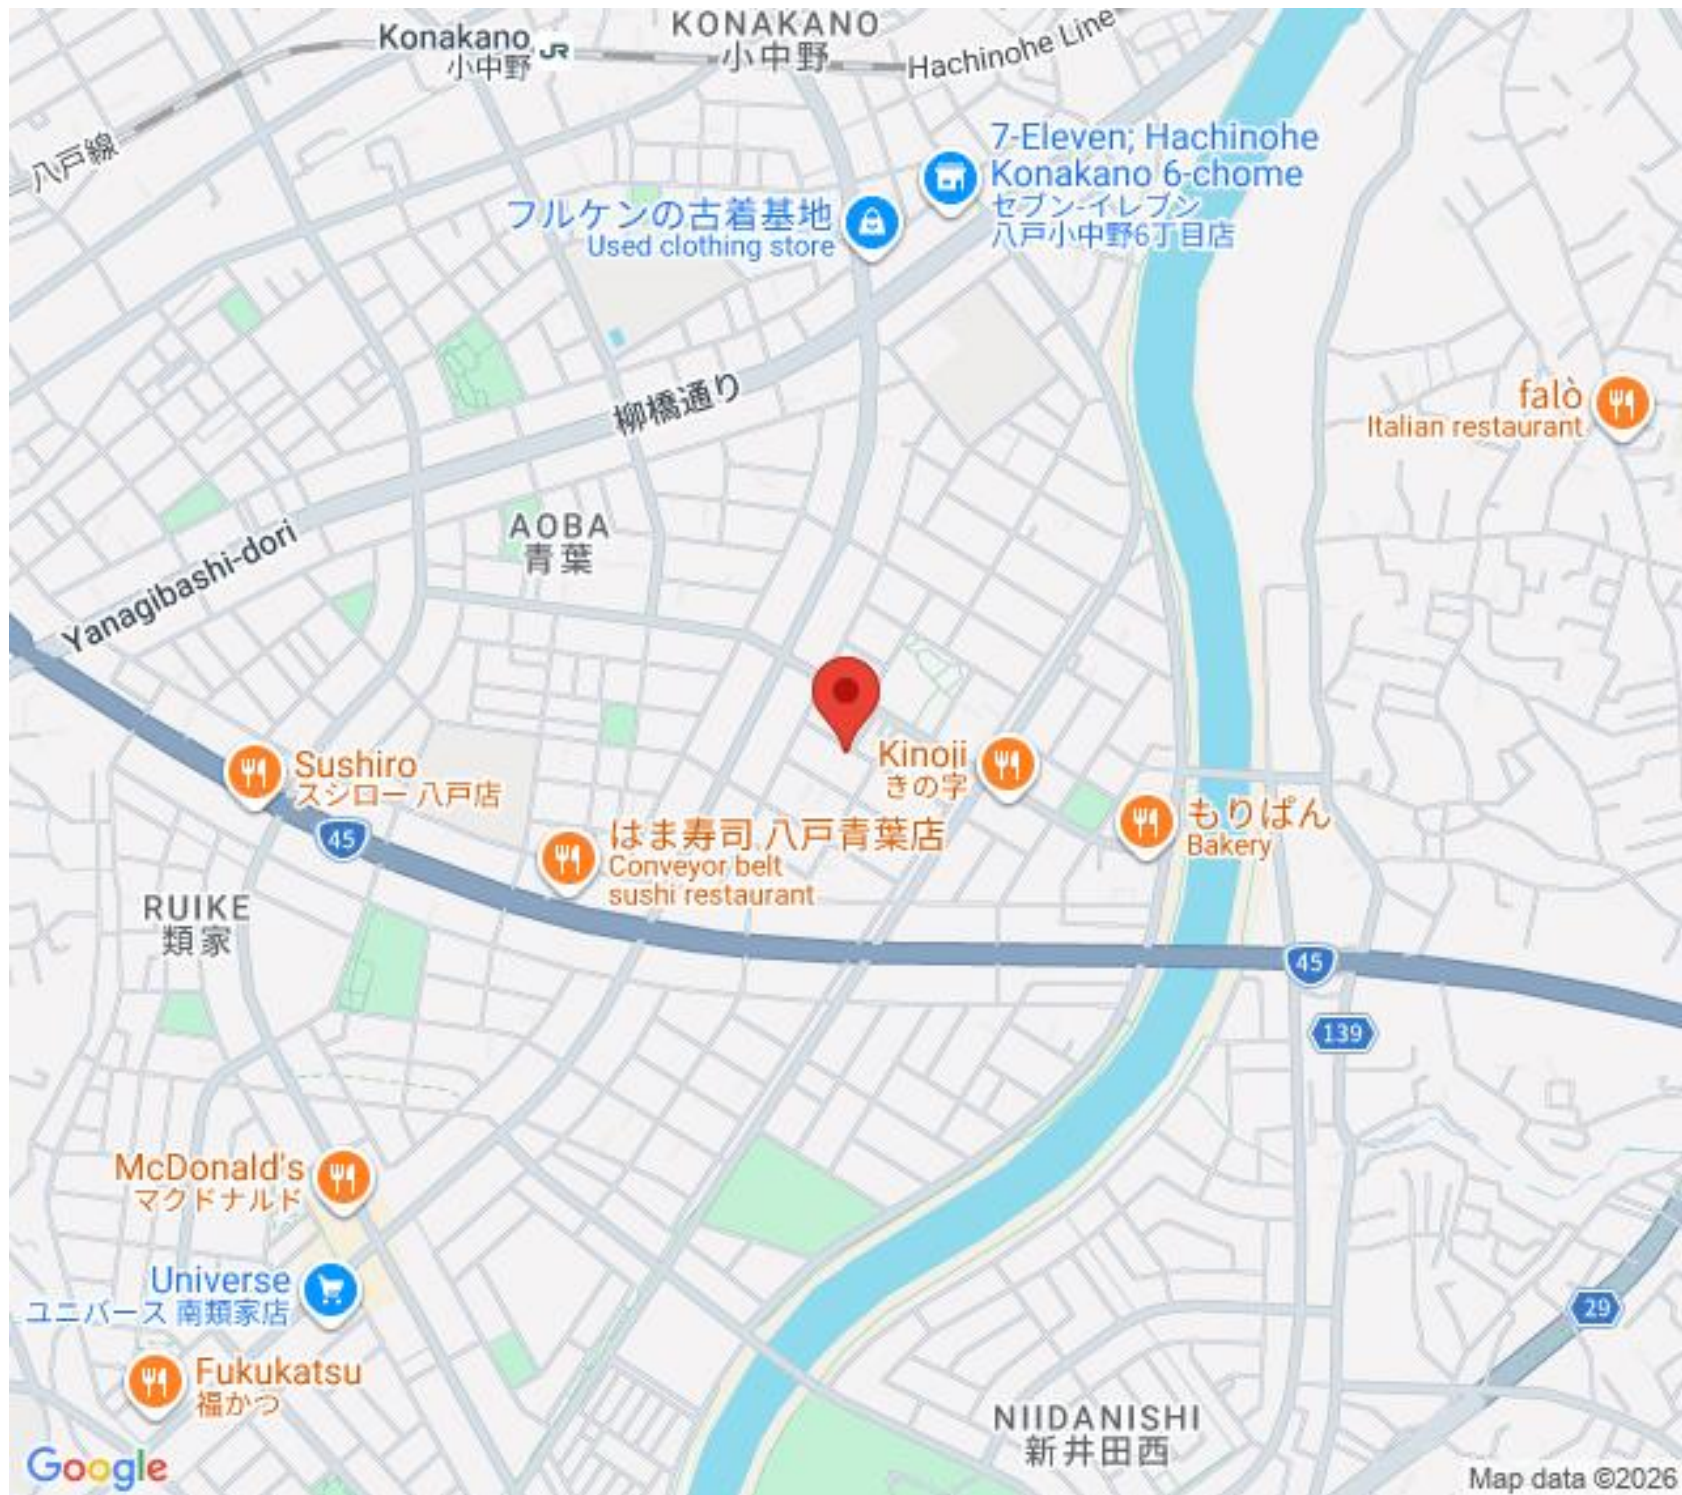 Konakano
小中野
KONAKANO
小中野
Hachinohe Line
八戸線
7-Eleven; Hachinohe
Konakano 6-chome
セブン-イレブン
八戸小中野6丁目店
フルケンの古着基地
Used clothing store
柳橋通り
falò
Italian restaurant
AOBA
青葉
Yanagibashi-dori
Kinoji
きの字
Sushiro
スシロー 八戸店
45
はま寿司 八戸青葉店
Conveyor belt
sushi restaurant
もりぱん
Bakery
RUIKE
類家
45
139
McDonald's
マクドナルド
Universe
ユニバース 南類家店
29
Fukukatsu
福かつ
NIIDANISHI
新井田西
Google
Map data ©2026